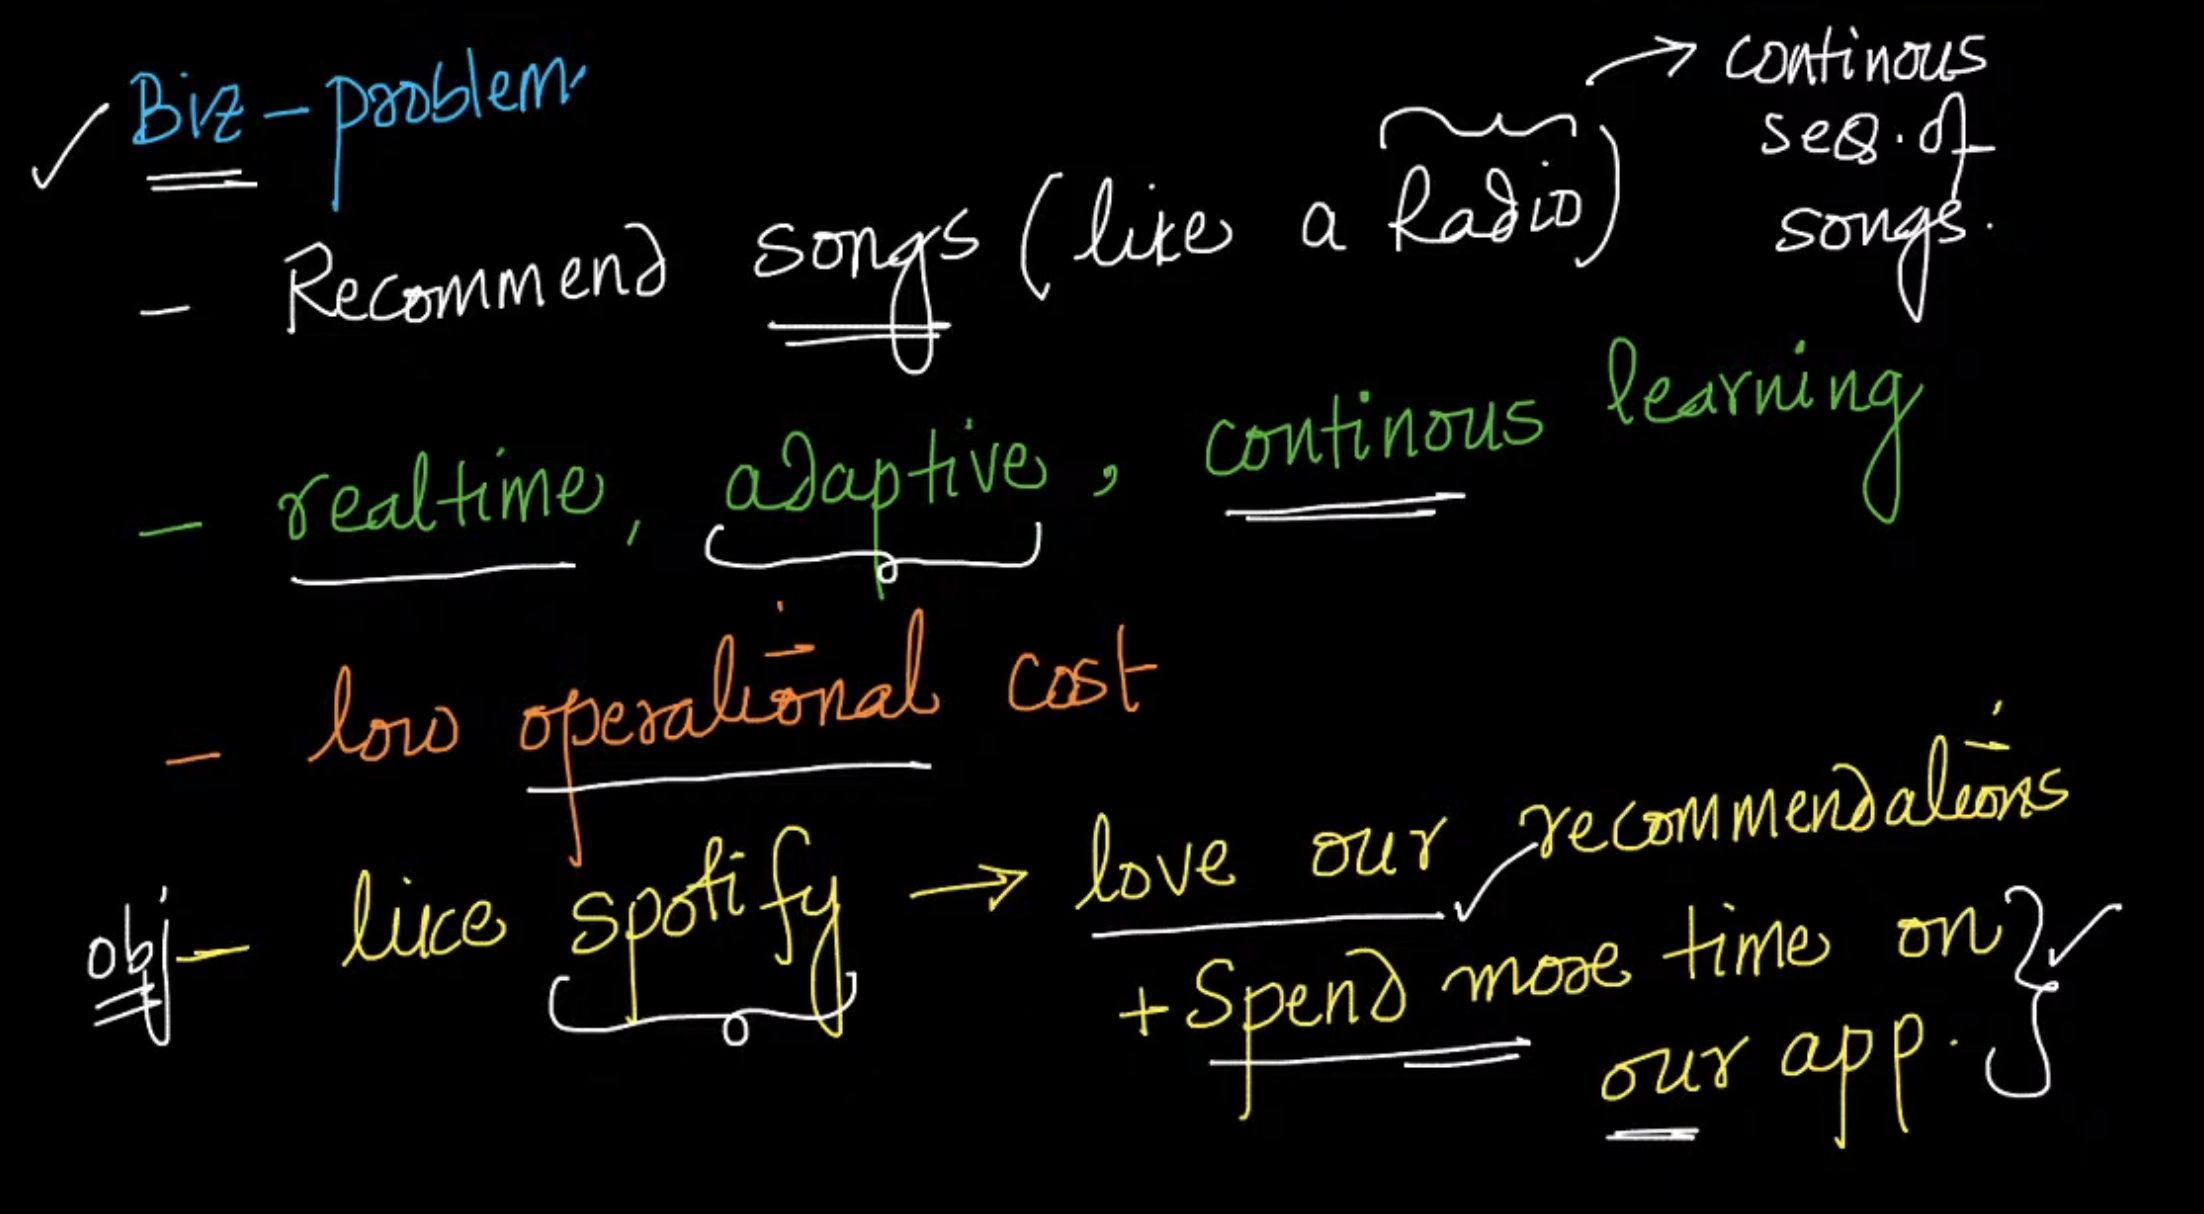 Biz-problem
- Recommend songs (like a Radio) → continous
seq. of
songs.
- realtime, adaptive, continous learning
- low operational cost
obj - like spotify → love our recommendations
+ Spend more time on
our app.